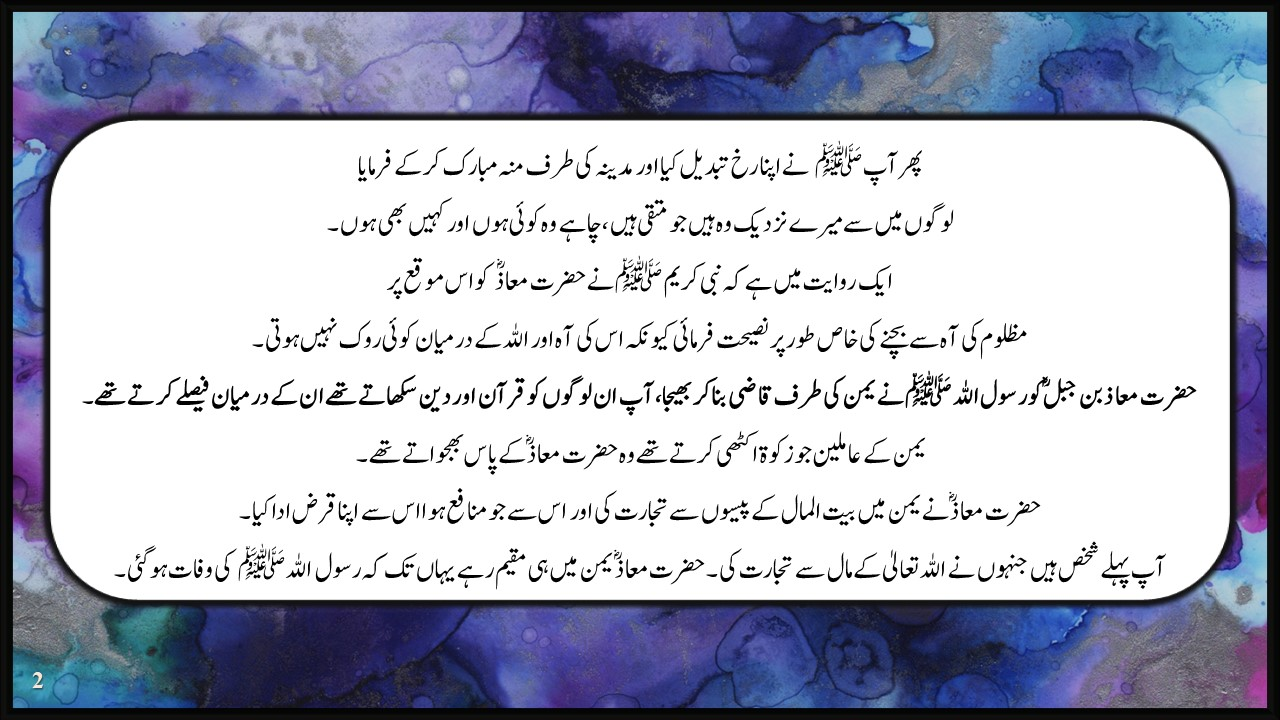 پھر آپ ﷺ نے اپنا رخ تبدیل کیا اور مدینہ کی طرف منہ مبارک کرکے فرمایا
لوگوں میں سے میرے نزدیک وہ ہیں جو متقی ہیں، چاہے وہ کوئی ہوں اور کہیں بھی ہوں۔
ایک روایت میں ہے کہ نبی کریم ﷺ نے حضرت معاذؓ کو اس موقع پر
مظلوم کی آہ سے بچنے کی خاص طور پر نصیحت فرمائی کیونکہ اس کی آہ اور اللہ کے درمیان کوئی روک نہیں ہوتی۔
حضرت معاذ بن جبلؓ کو رسول اللہ ﷺ نے یمن کی طرف قاضی بنا کر بھیجا، آپ ان لوگوں کو قرآن اور دین سکھاتے تھے ان کے درمیان فیصلے کرتے تھے۔
یمن کے عاملین جو زکوۃ اکٹھی کرتے تھے وہ حضرت معاذؓ کے پاس بھجواتے تھے۔
حضرت معاذؓ نے یمن میں بیت المال کے پیسوں سے تجارت کی اور اس سے جو منافع ہوا اس سے اپنا قرض ادا کیا۔
آپ پہلے شخص ہیں جنہوں نے اللہ تعالیٰ کے مال سے تجارت کی۔ حضرت معاذؓ یمن میں ہی مقیم رہے یہاں تک کہ رسول اللہ ﷺ کی وفات ہوگئی۔
2